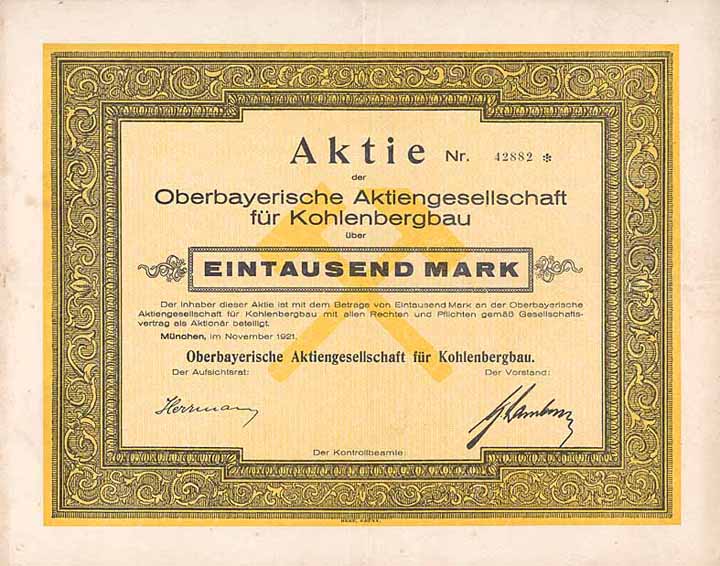 Aktie Nr. 42882 *
der
Oberbayerische Aktiengesellschaft
für Kohlenbergbau
über
EINTAUSEND MARK
Der Inhaber dieser Aktie ist mit dem Betrage von Eintausend Mark an der Oberbayerische
Aktiengesellschaft für Kohlenbergbau mit allen Rechten und Pflichten gemäß Gesellschafts-
vertrag als Aktionär beteiligt.
München, im November 1921.
Oberbayerische Aktiengesellschaft für Kohlenbergbau.
Der Aufsichtsrat: Der Vorstand:
Herrmann
Der Kontrollbeamte: